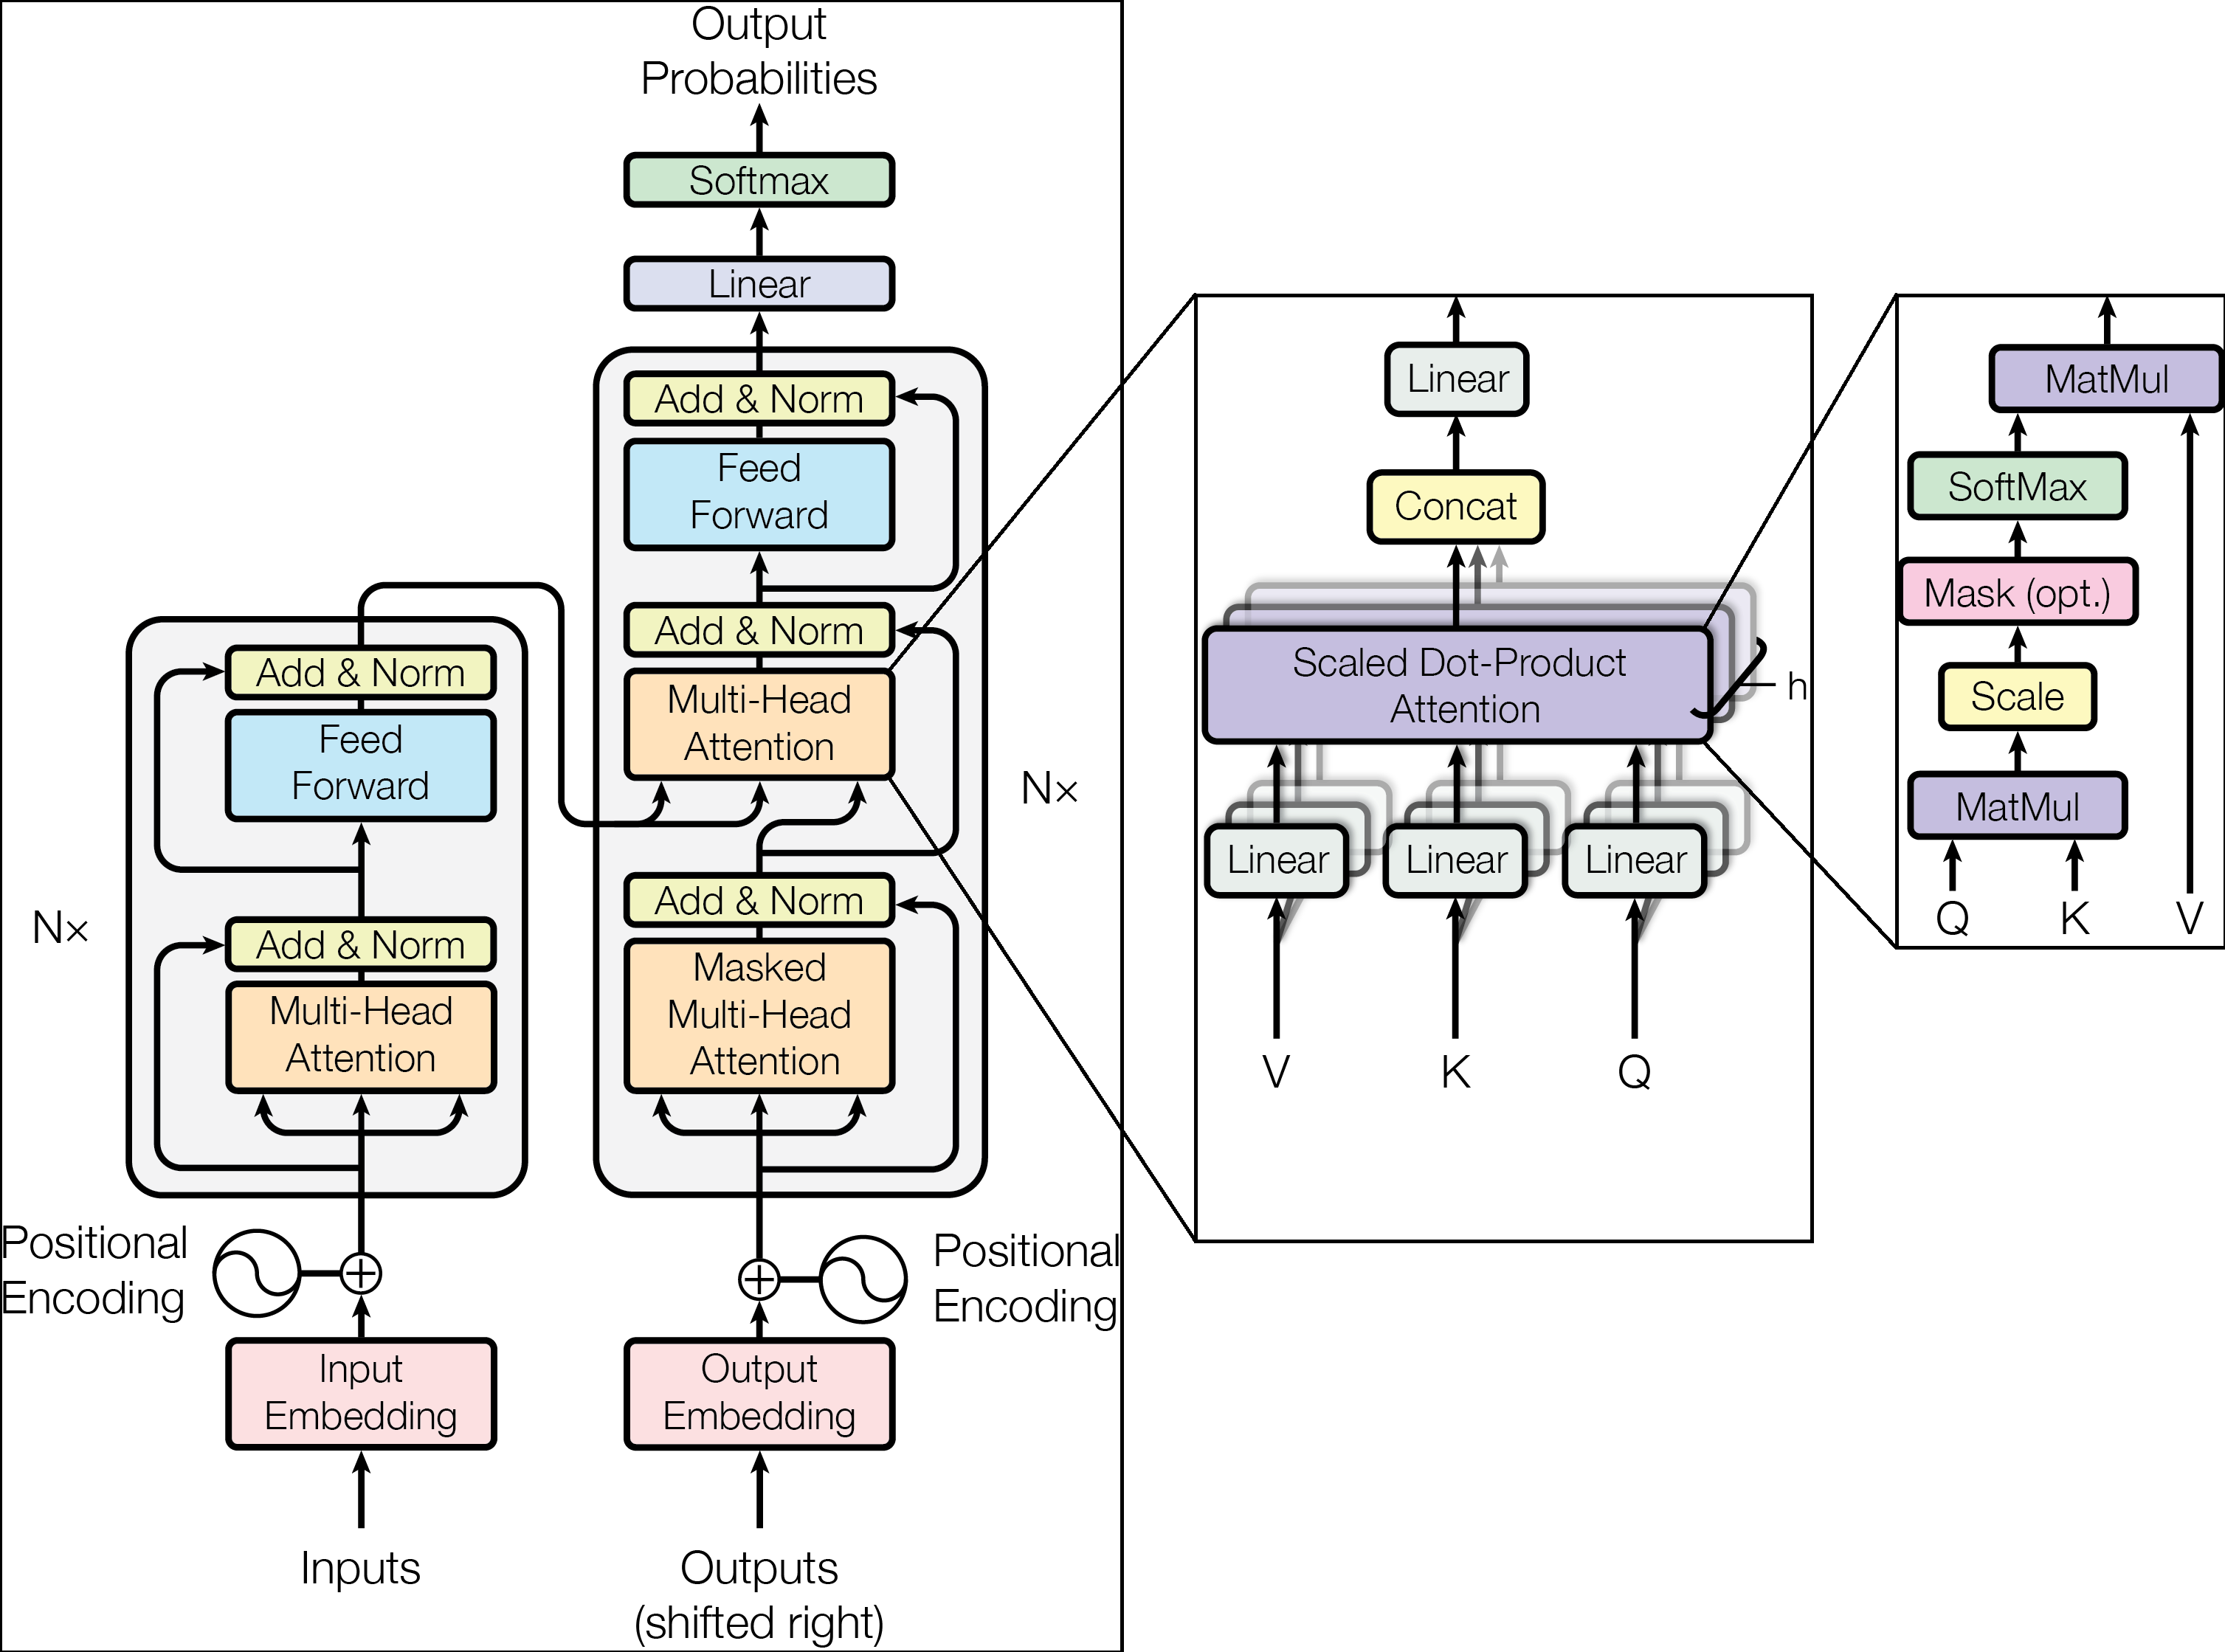 Output
Probabilities
Softmax
Linear
Add & Norm
Feed
Forward
Add & Norm
Multi-Head
Attention
Nx
Add & Norm
Masked
Multi-Head
Attention
Add & Norm
Feed
Forward
Nx
Add & Norm
Multi-Head
Attention
Positional
Encoding
Positional
Encoding
Input
Embedding
Output
Embedding
Inputs
Outputs
(shifted right)
Linear
Concat
Scaled Dot-Product
Attention
h
Linear
Linear
Linear
V
K
Q
MatMul
SoftMax
Mask (opt.)
Scale
MatMul
Q
K
V